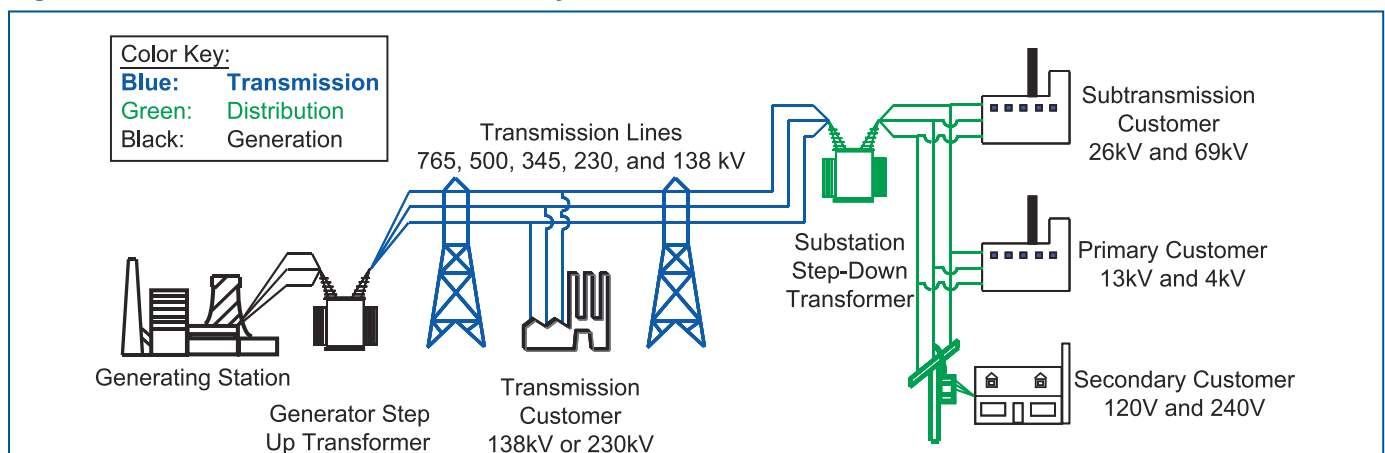 Color Key:
Blue: Transmission
Green: Distribution
Black: Generation
Transmission Lines
765, 500, 345, 230, and 138 kV
Subtransmission
Customer
26kV and 69kV
Substation
Step-Down
Transformer
Primary Customer
13kV and 4kV
Generating Station
Generator Step
Up Transformer
Transmission
Customer
138kV or 230kV
Secondary Customer
120V and 240V